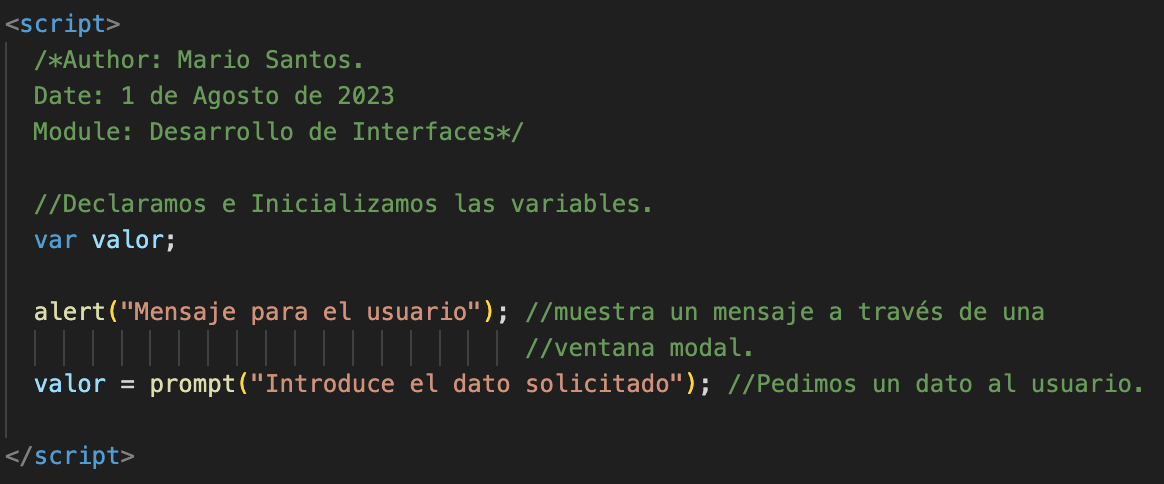 <script>
/*Author: Mario Santos.
Date: 1 de Agosto de 2023
Module: Desarrollo de Interfaces*/
//Declaramos e Inicializamos las variables.
var valor;
alert("Mensaje para el usuario"); //muestra un mensaje a través de una
//ventana modal.
valor = prompt("Introduce el dato solicitado"); //Pedimos un dato al usuario.
</script>